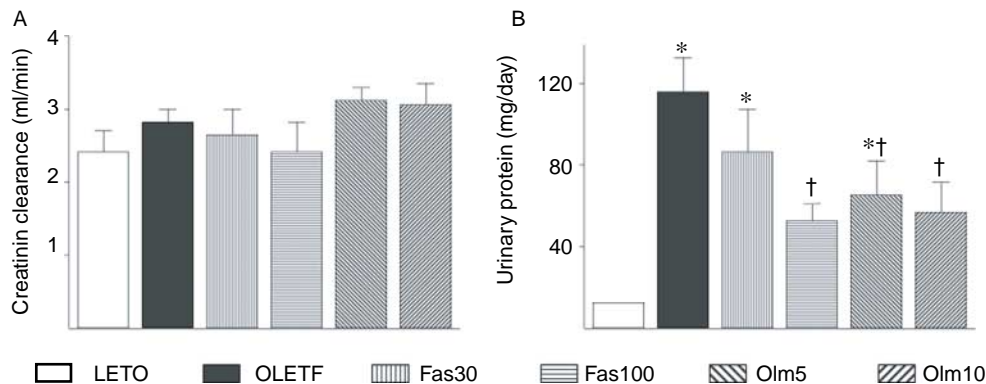 A
Creatinin clearance (ml/min)
4
3
2
1
B
Urinary protein (mg/day)
120
80
40
*
*
†
*†
†
LETO
OLETF
Fas30
Fas100
Olm5
Olm10